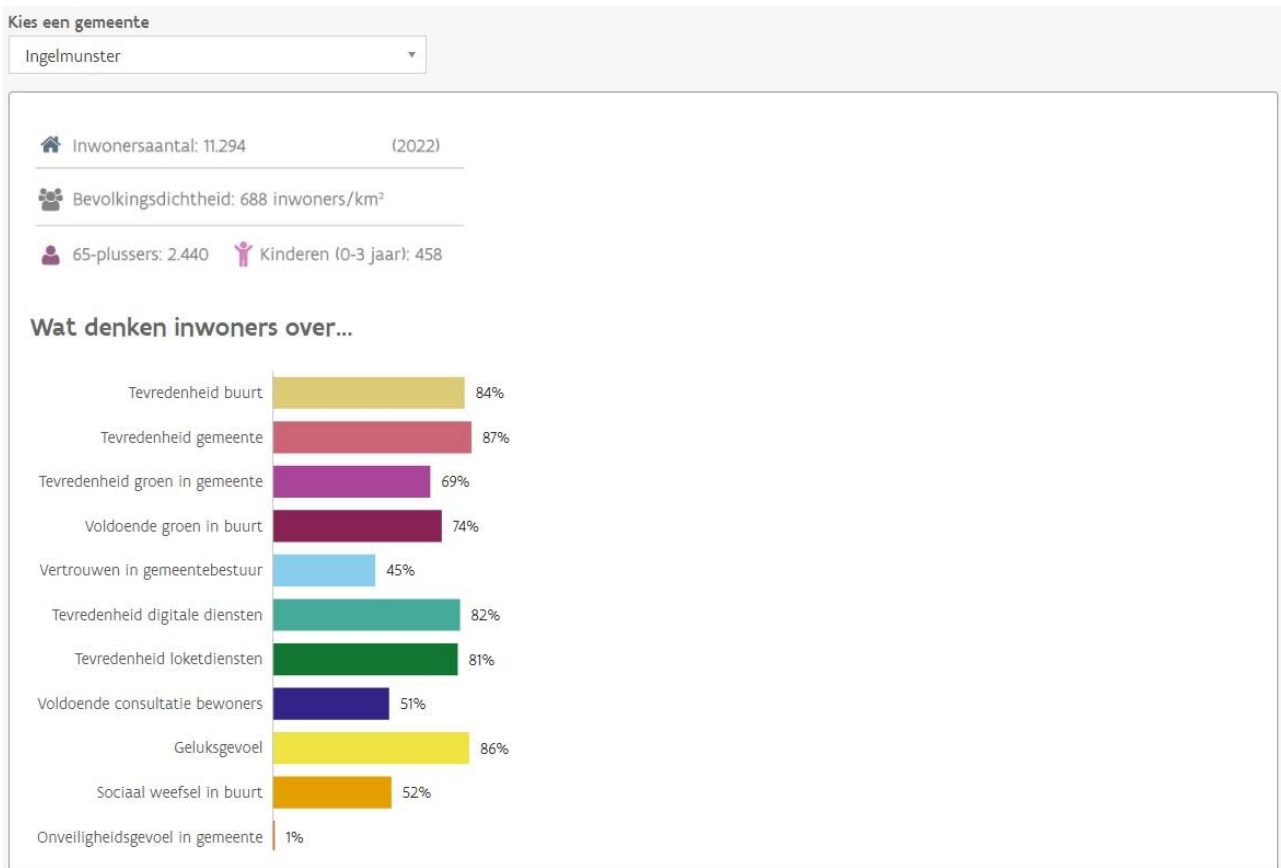 Kies een gemeente
Ingelmunster
Inwonersaantal: 11.294 (2022)
Bevolkingsdichtheid: 688 inwoners/km²
65-plussers: 2.440 Kinderen (0-3 jaar): 458
Wat denken inwoners over...
Tevredenheid buurt 84%
Tevredenheid gemeente 87%
Tevredenheid groen in gemeente 69%
Voldoende groen in buurt 74%
Vertrouwen in gemeentebestuur 45%
Tevredenheid digitale diensten 82%
Tevredenheid loketdiensten 81%
Voldoende consultatie bewoners 51%
Geluksgevoel 86%
Sociaal weefsel in buurt 52%
Onveiligheidsgevoel in gemeente 1%